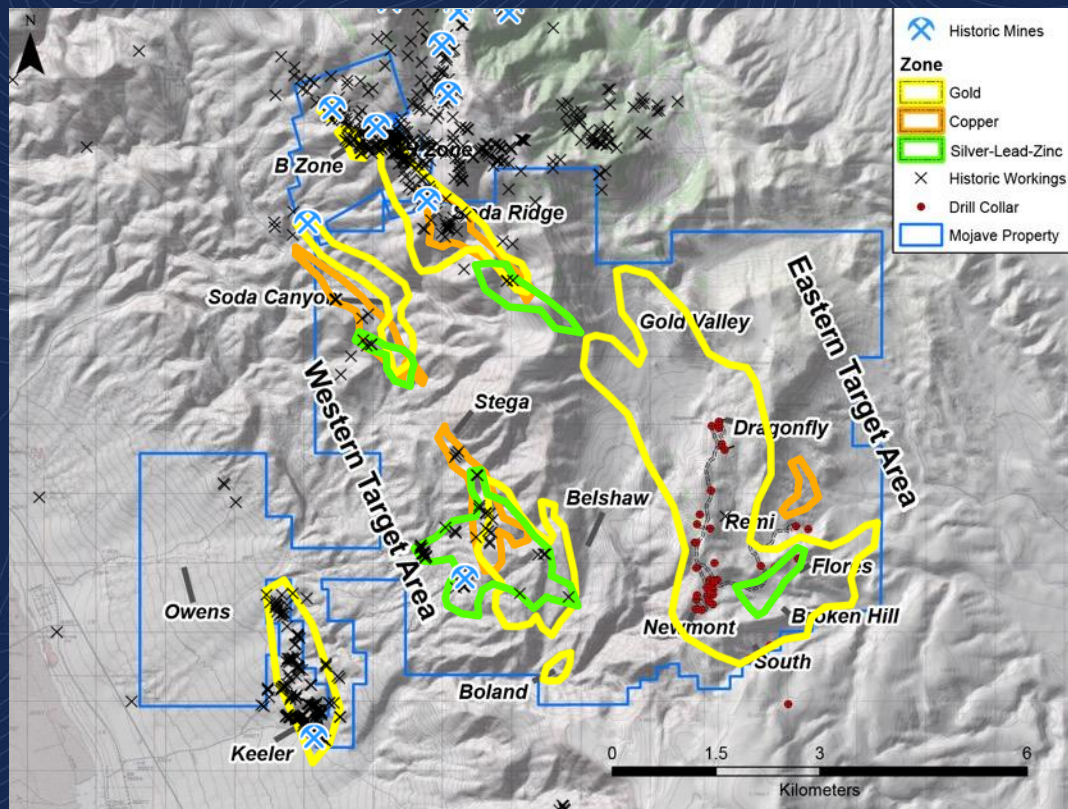 N
Historic Mines
Zone
Gold
Copper
Silver-Lead-Zinc
Historic Workings
Drill Collar
Mojave Property
B Zone
Zone
Soda Ridge
Soda Canyon
Gold Valley
Eastern Target Area
Western Target Area
Stega
Dragonfly
Belshaw
Remi
Flores
Owens
Broken Hill
Newmont
South
Boland
Keeler
0 1.5 3 6
Kilometers